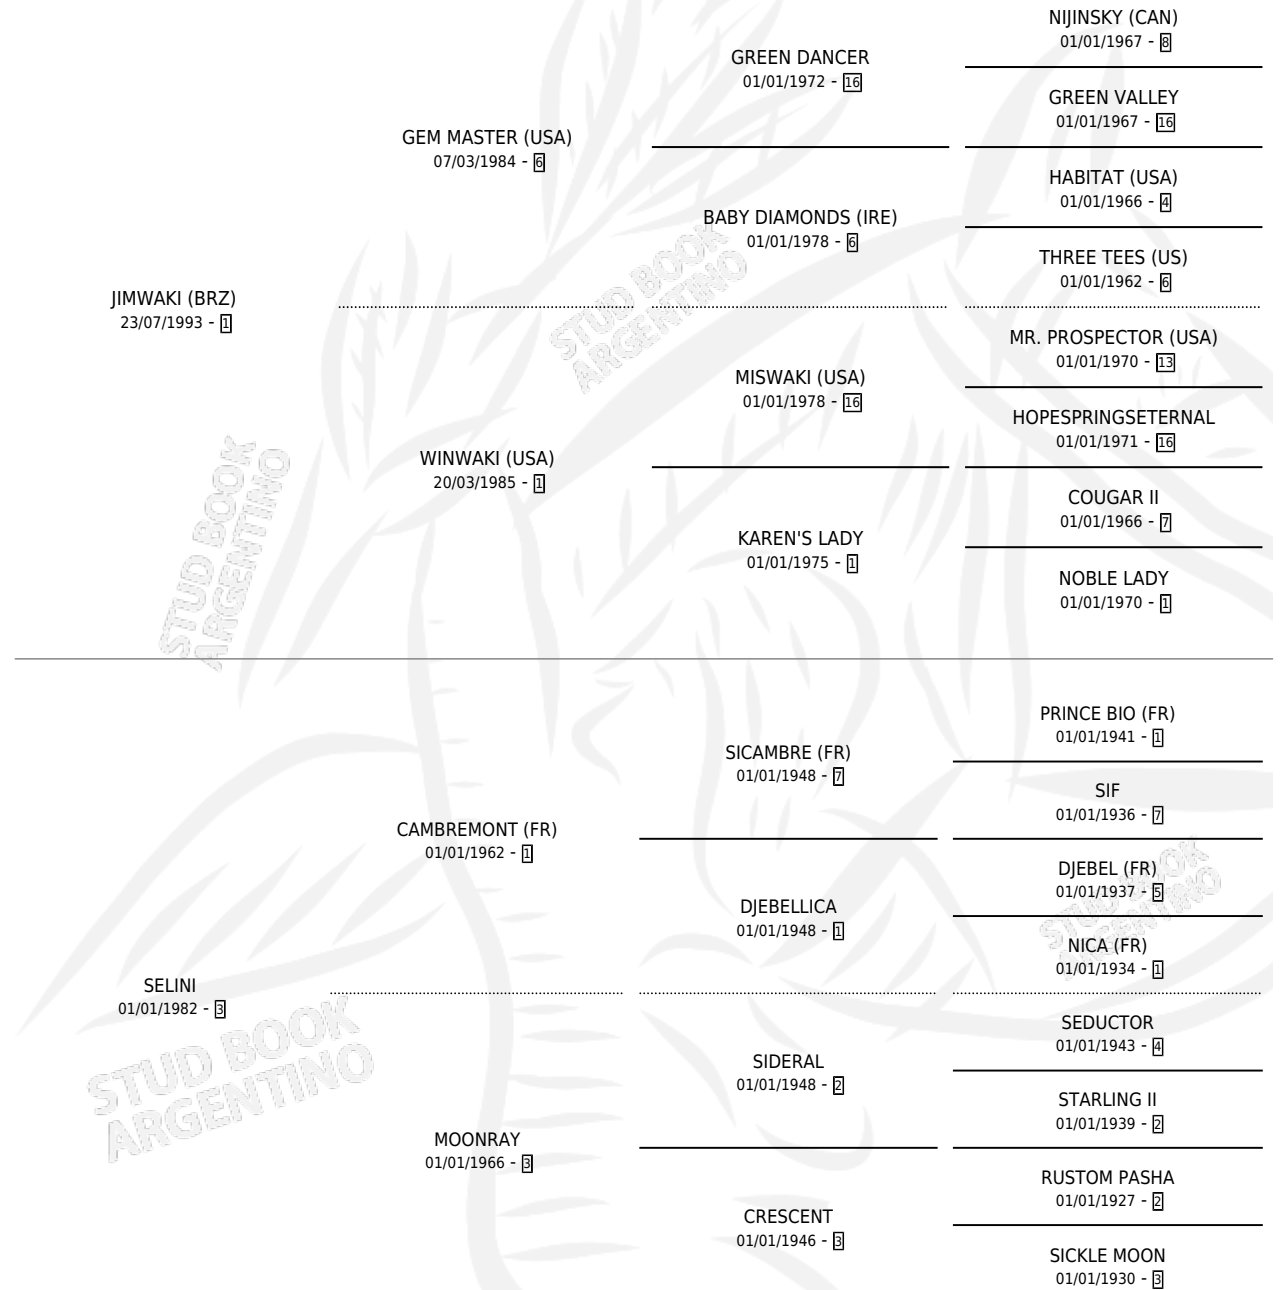 NIJINSKY (CAN)
01/01/1967 - 8
GREEN DANCER
01/01/1972 - 16
GREEN VALLEY
01/01/1967 - 16
GEM MASTER (USA)
07/03/1984 - 6
HABITAT (USA)
01/01/1966 - 4
BABY DIAMONDS (IRE)
01/01/1978 - 6
THREE TEES (US)
01/01/1962 - 6
JIMWAKI (BRZ)
23/07/1993 - 1
MR. PROSPECTOR (USA)
01/01/1970 - 13
MISWAKI (USA)
01/01/1978 - 16
HOPESPRINGSETERNAL
01/01/1971 - 16
WINWAKI (USA)
20/03/1985 - 1
COUGAR II
01/01/1966 - 7
KAREN'S LADY
01/01/1975 - 1
NOBLE LADY
01/01/1970 - 1
PRINCE BIO (FR)
01/01/1941 - 1
SICAMBRE (FR)
01/01/1948 - 7
SIF
01/01/1936 - 7
CAMBREMONT (FR)
01/01/1962 - 1
DJEBEL (FR)
01/01/1937 - 5
DJEBELLICA
01/01/1948 - 1
NICA (FR)
01/01/1934 - 1
SELINI
01/01/1982 - 3
SEDUCTOR
01/01/1943 - 4
SIDERAL
01/01/1948 - 2
STARLING II
01/01/1939 - 2
MOONRAY
01/01/1966 - 3
RUSTOM PASHA
01/01/1927 - 2
CRESCENT
01/01/1946 - 3
SICKLE MOON
01/01/1930 - 3
STUD BOOK
ARGENTINO
STUD BOOK
ARGENTINO
STUD BOOK
ARGENTINO
STUD BOOK
ARGENTINO